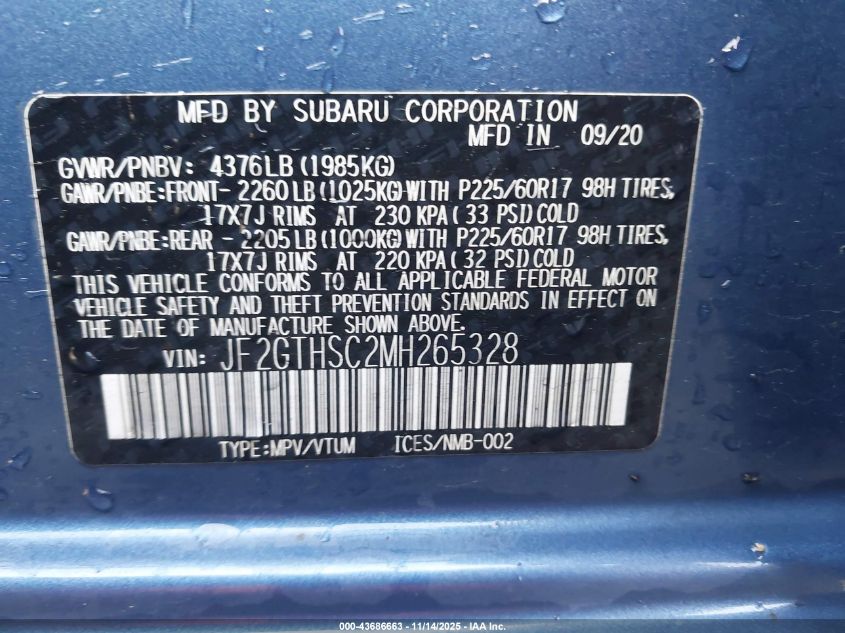 MFD BY SUBARU CORPORATION
MFD IN 09/20
GVWR/PNBV: 4376LB (1985KG)
GAWR/PNBE:FRONT- 2260LB (1025KG) WITH P225/60R17 98H TIRES,
17X7J RIMS AT 230 KPA ( 33 PSI) COLD
GAWR/PNBE:REAR - 2205LB (1000KG) WITH P225/60R17 98H TIRES,
17X7J RIMS AT 220 KPA ( 32 PSI) COLD
THIS VEHICLE CONFORMS TO ALL APPLICABLE FEDERAL MOTOR
VEHICLE SAFETY AND THEFT PREVENTION STANDARDS IN EFFECT ON
THE DATE OF MANUFACTURE SHOWN ABOVE.
VIN: JF2GTHSC2MH265328
TYPE:MPV/VTUM ICES/NMB-002
000-43686663 - 11/14/2025 - IAA Inc.